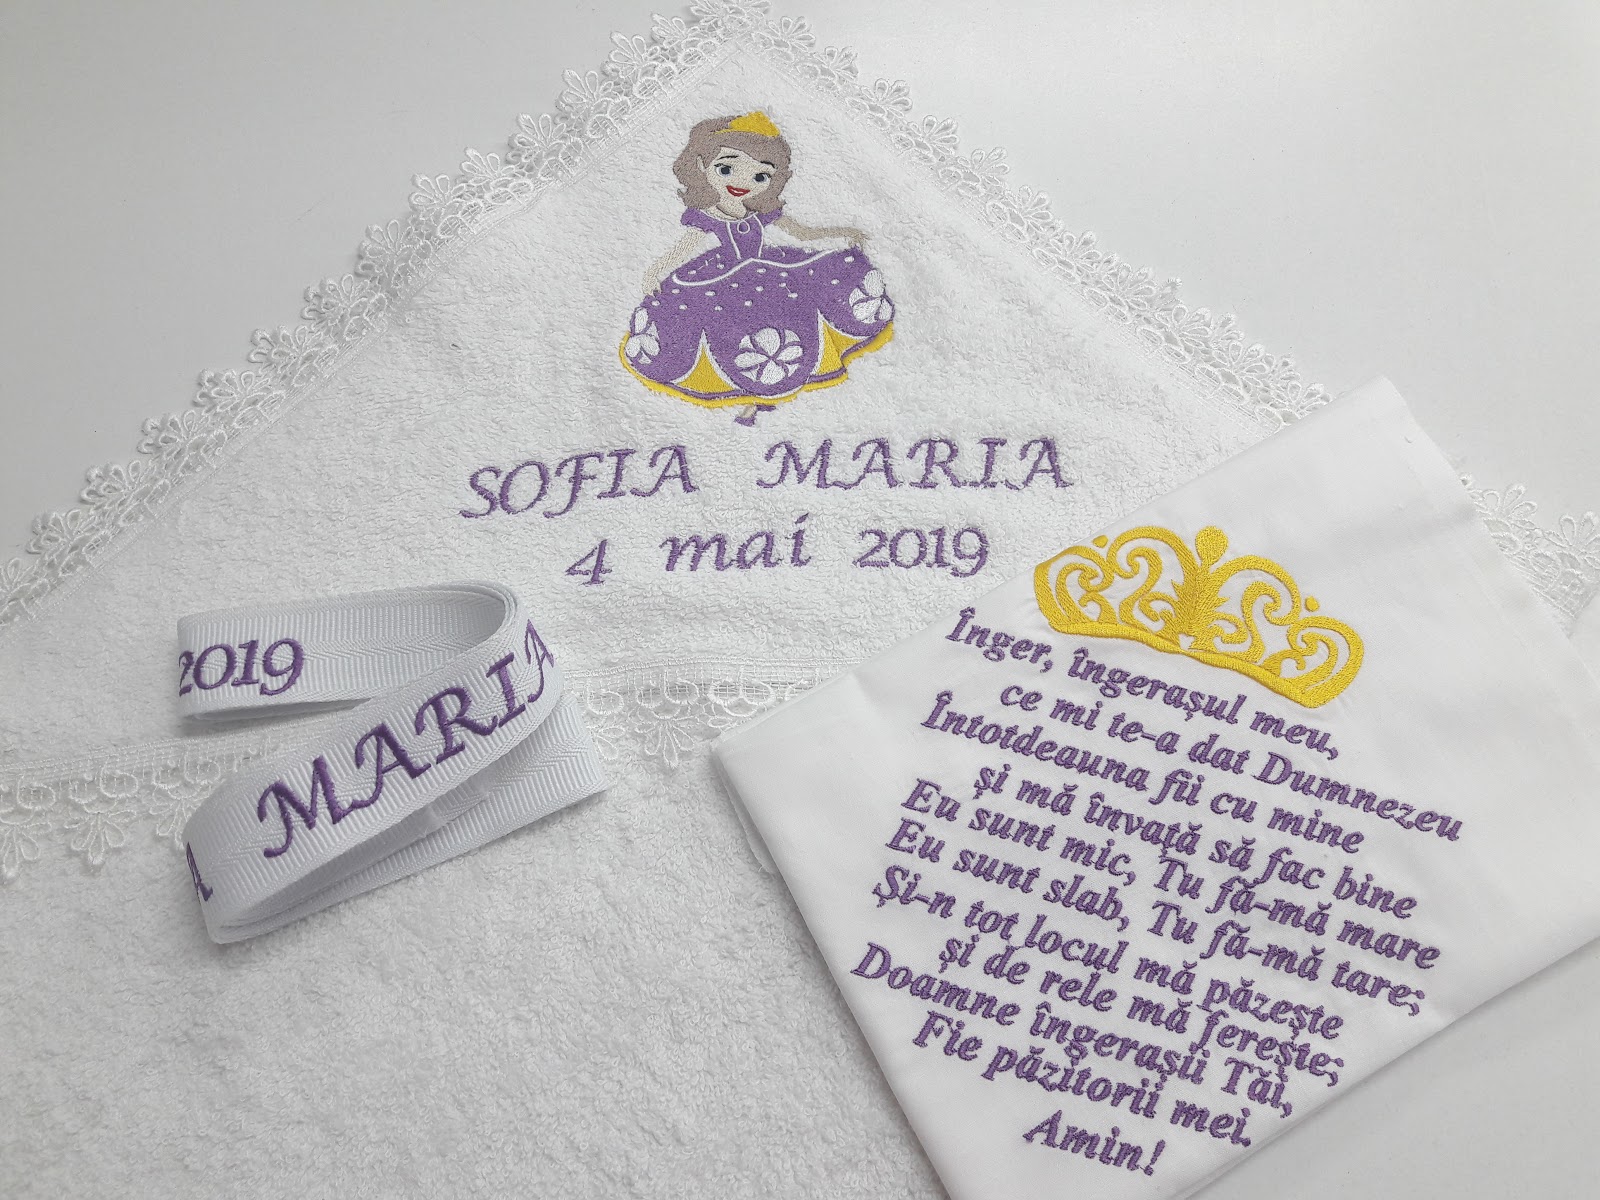 SOFIA MARIA
4 mai 2019
2019
MARIA
A
Înger, îngerașul meu,
ce mi te-a dat Dumnezeu
Întotdeauna fii cu mine
și mă învață să fac bine
Eu sunt mic, Tu fă-mă mare
Eu sunt slab, Tu fă-mă tare;
Și-n tot locul mă păzește
și de rele mă ferește;
Doamne îngerașii Tăi,
Fie păzitorii mei.
Amin!